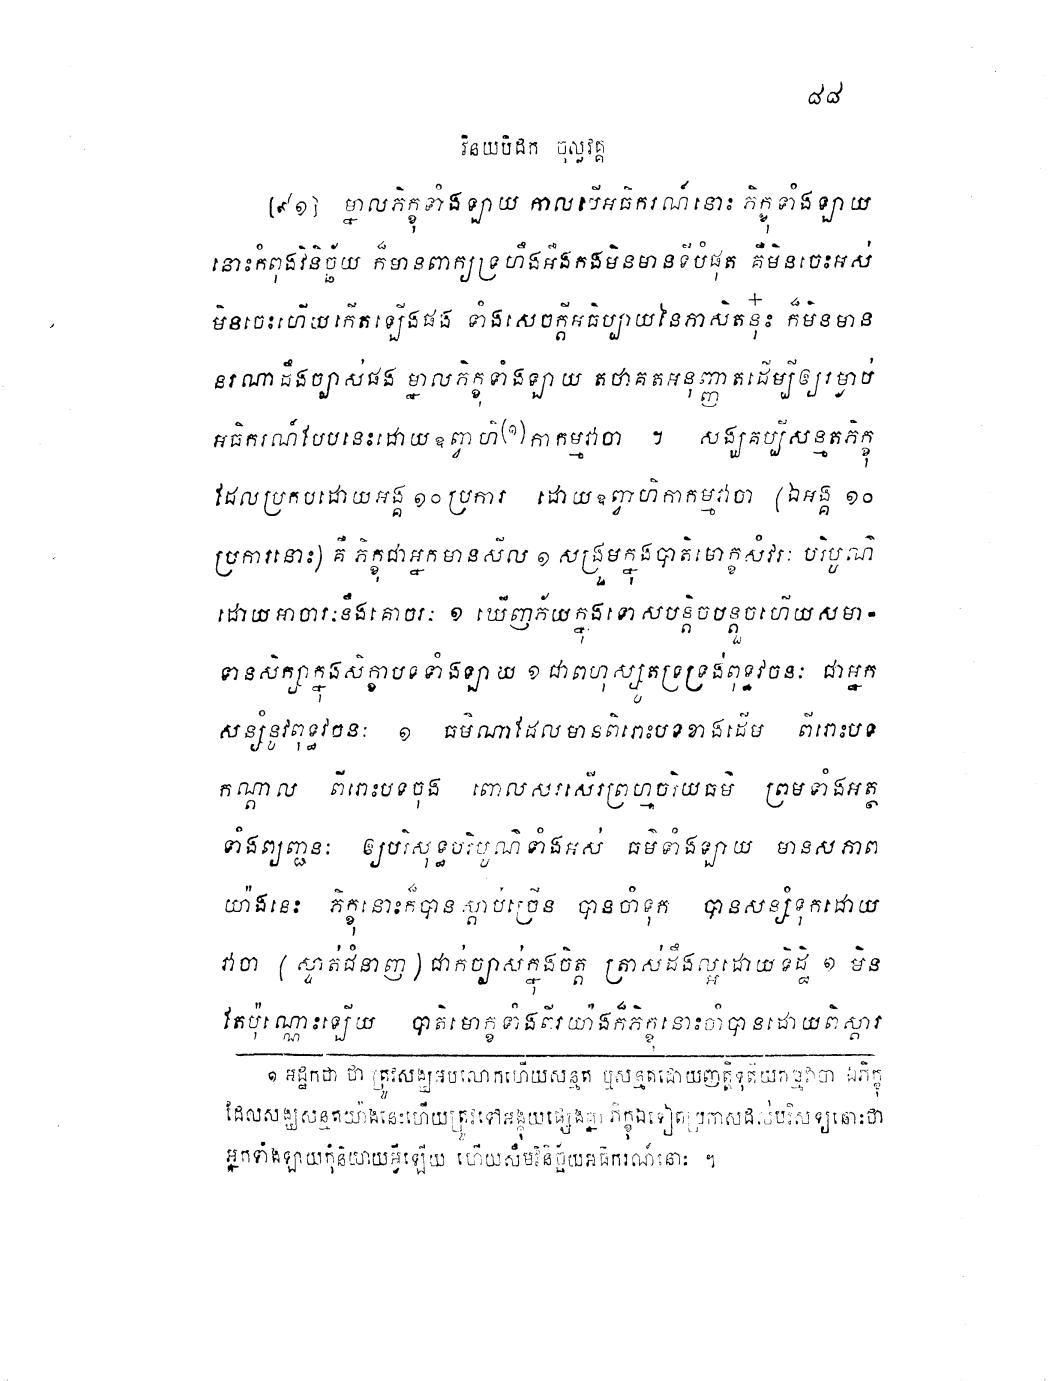 ៨៨
វិនយបិដក ចុល្លវគ្គ
[៩១] ម្នាលភិក្ខុទាំងឡាយ កាលបើអធិករណ៍នោះ ភិក្ខុទាំងឡាយ
នោះកំពុងវិនិច្ឆ័យ ក៏មានពាក្យទ្រហឹងអឺងកងមិនមានទីបំផុត គឺមិនចេះអស់
មិនចេះហើយកើតឡើងផង ទាំងសេចក្តីអធិប្បាយនៃភាសិតនុ៎ះ ក៏មិនមាន
នរណាដឹងច្បាស់ផង ម្នាលភិក្ខុទាំងឡាយ តថាគតអនុញ្ញាតដើម្បីឲ្យរម្ងាប់
អធិករណ៍បែបនេះដោយឧព្វាហិ(១)កាកម្មវាចា ។ សង្ឃគប្បីសន្មតភិក្ខុ
ដែលប្រកបដោយអង្គ ១០ប្រការ ដោយឧព្វាហិកាកម្មវាចា (ឯអង្គ ១០
ប្រការនោះ) គឺ ភិក្ខុជាអ្នកមានសីល ១ សង្រួមក្នុងបាតិមោក្ខសំវរៈ បរិបូណ៌
ដោយអាចារៈនឹងគោចរៈ ១ ឃើញភ័យក្នុងទោសបន្តិចបន្តួចហើយសមា-
ទានសិក្សាក្នុងសិក្ខាបទទាំងឡាយ ១ ជាពហុស្សូតទ្រទ្រង់ពុទ្ធវចនៈ ជាអ្នក
សន្សំនូវពុទ្ធវចនៈ ១ ធម៌ណាដែលមានពីរោះបទខាងដើម ពីរោះបទ
កណ្តាល ពីរោះបទចុង ពោលសរសើរព្រហ្មចរិយធម៌ ព្រមទាំងអត្ថ
ទាំងព្យញ្ជនៈ ឲ្យបរិសុទ្ធបរិបូណ៌ទាំងអស់ ធម៌ទាំងឡាយ មានសភាព
យ៉ាងនេះ ភិក្ខុនោះក៏បានស្តាប់ច្រើន បានចាំទុក បានសន្សំទុកដោយ
វាចា (ស្ទាត់ជំនាញ) ជាក់ច្បាស់ក្នុងចិត្ត ត្រាស់ដឹងល្អដោយទិដ្ឋិ ១ មិន
តែប៉ុណ្ណោះឡើយ បាតិមោក្ខទាំងពីរយ៉ាងក៏ភិក្ខុនោះចាំបានដោយពិស្តារ
១ អដ្ឋកថា ថា ត្រូវសង្ឃអបលោកហើយសន្មត ឬសន្មតដោយញត្តិទុតិយកម្មវាចា ឯភិក្ខុ
ដែលសង្ឃសន្មតយ៉ាងនេះហើយត្រូវទៅអង្គុយផ្សេងគ្នា ភិក្ខុឯទៀតប្រកាសដល់បរិសទ្យនោះថា
អ្នកទាំងឡាយកុំនិយាយអ្វីឡើយ ហើយសឹមវិនិច្ឆ័យអធិករណ៍នោះ ។